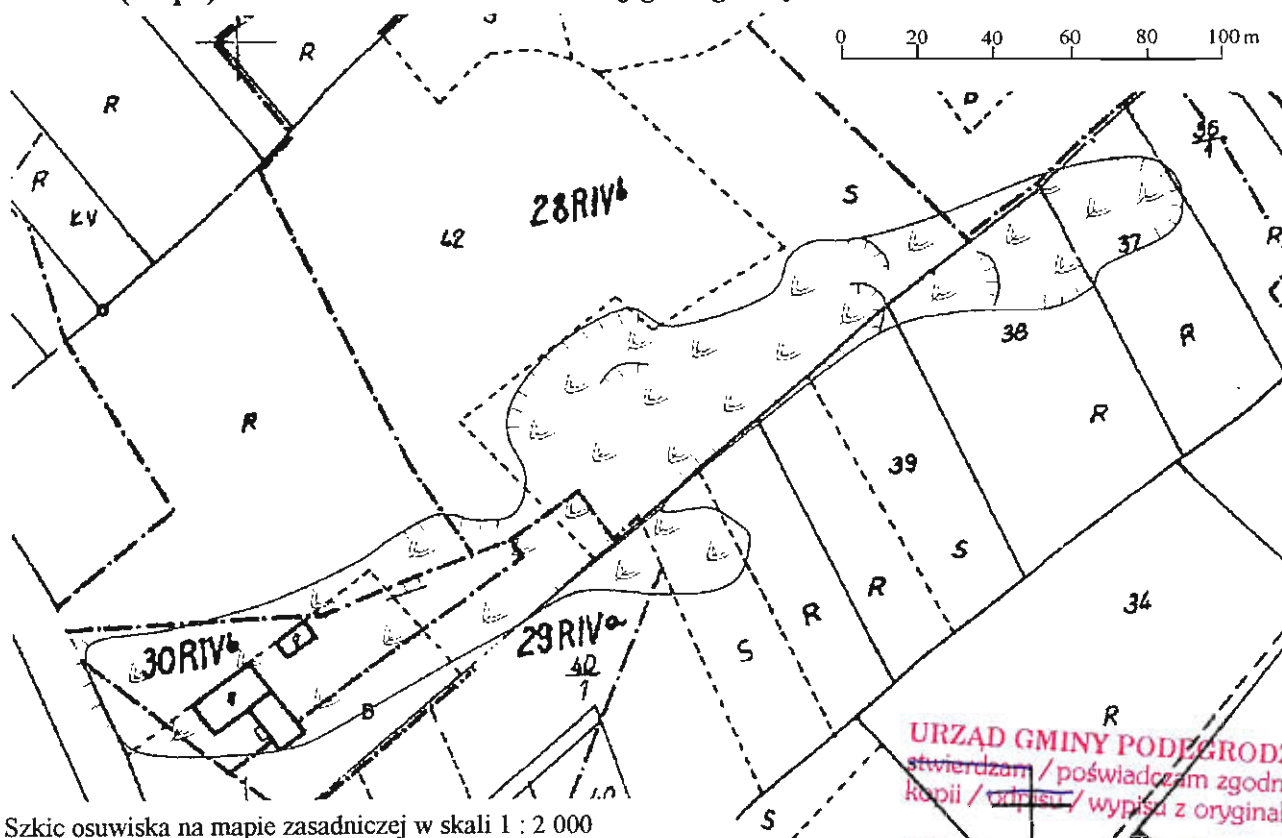 0 20 40 60 80 100 m
R
R
R
ŁV
28RIVb
42
S
36
1
R
37
38
R
R
R
39
S
R
R
S
34
30RIVb
29RIVa
40
1
B
R
S
URZĄD GMINY PODEGRODZ
stwierdzam / poświadczam zgodn
kopii / odpisu / wypisu z oryginał
Szkic osuwiska na mapie zasadniczej w skali 1 : 2 000